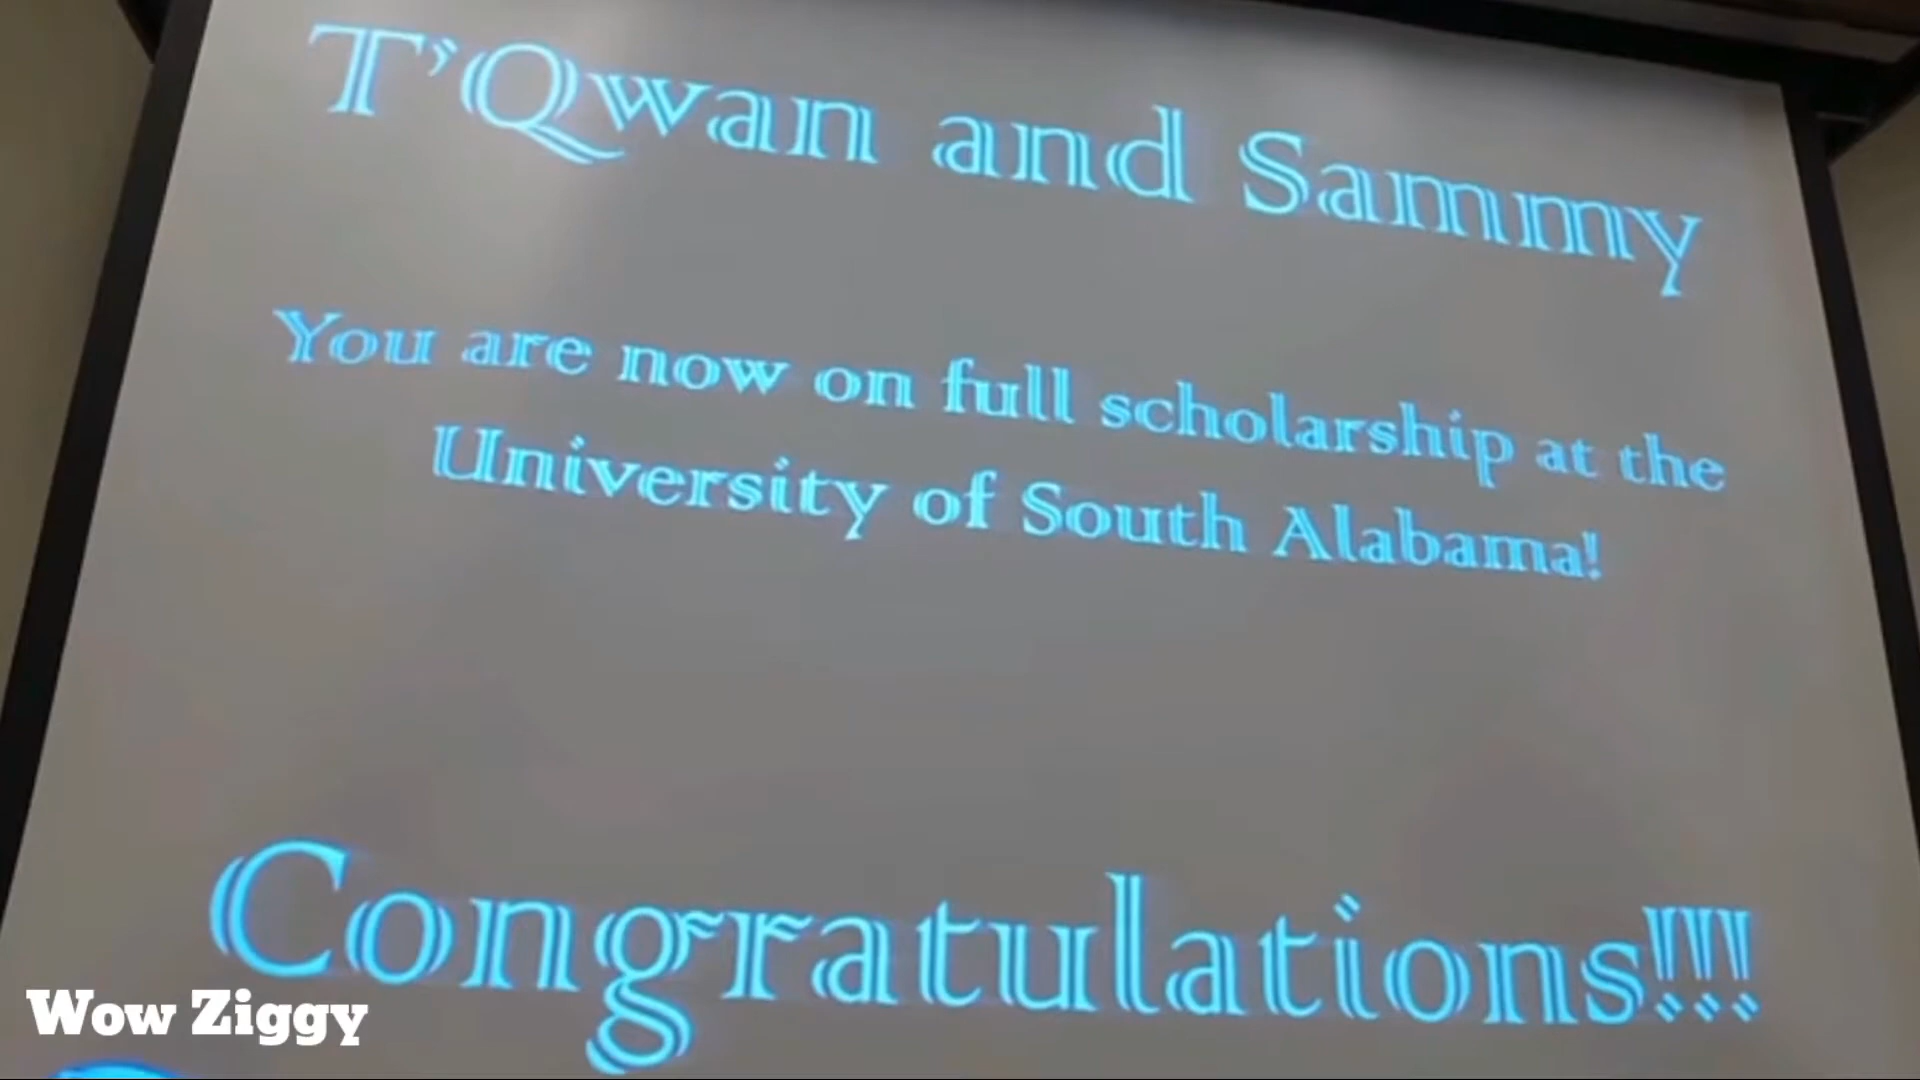 T'Qwan and Sammy
You are now on full scholarship at the
University of South Alabama!
Congratulations!!!
Wow Ziggy